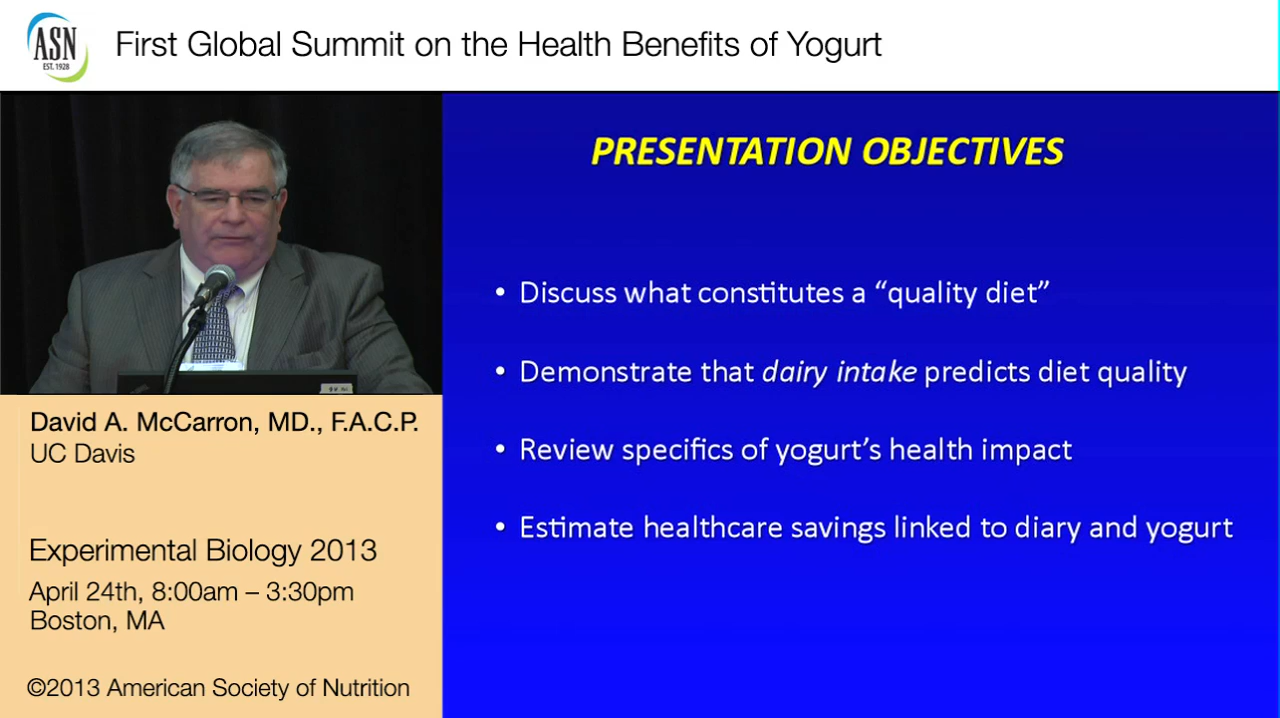 ASN
EST. 1928
First Global Summit on the Health Benefits of Yogurt
PRESENTATION OBJECTIVES
• Discuss what constitutes a “quality diet”
• Demonstrate that dairy intake predicts diet quality
• Review specifics of yogurt’s health impact
• Estimate healthcare savings linked to diary and yogurt
David A. McCarron, MD., F.A.C.P.
UC Davis
Experimental Biology 2013
April 24th, 8:00am – 3:30pm
Boston, MA
©2013 American Society of Nutrition